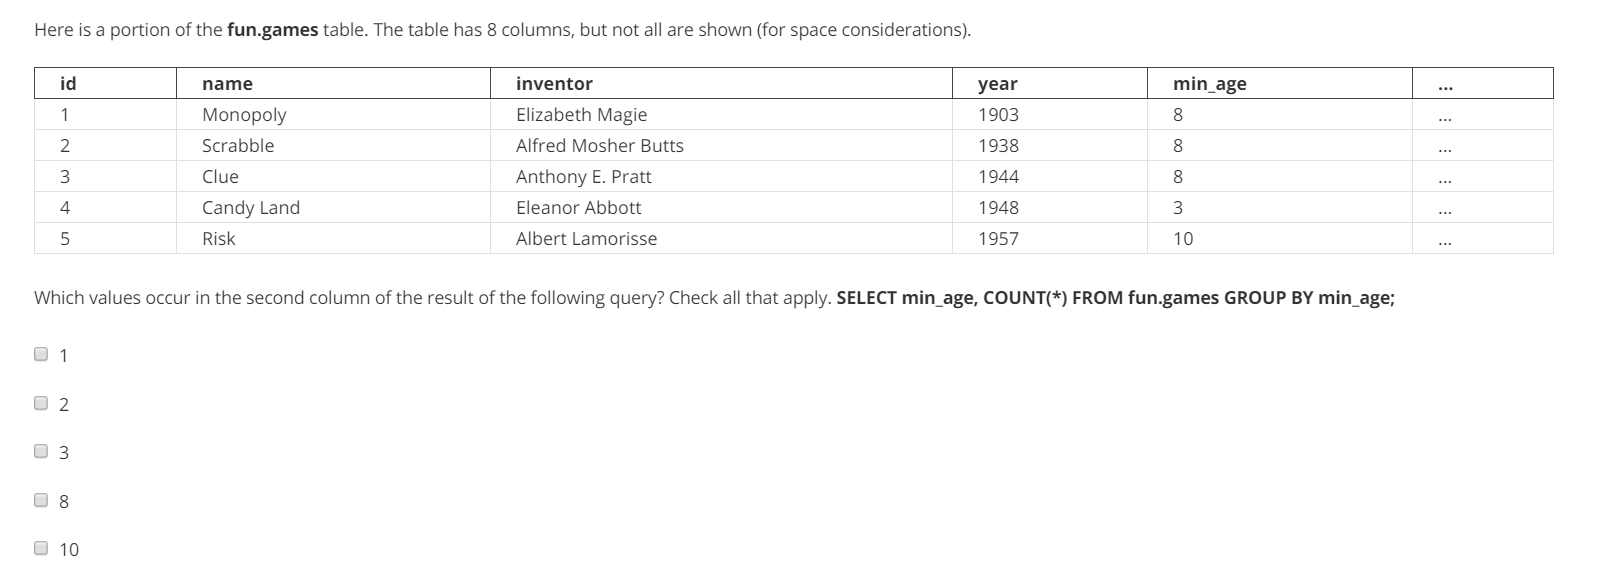 Here is a portion of the fun.games table. The table has 8 columns, but not all are shown (for space considerations).
id name inventor year min_age ...
1 Monopoly Elizabeth Magie 1903 8 ...
2 Scrabble Alfred Mosher Butts 1938 8 ...
3 Clue Anthony E. Pratt 1944 8 ...
4 Candy Land Eleanor Abbott 1948 3 ...
5 Risk Albert Lamorisse 1957 10 ...
Which values occur in the second column of the result of the following query? Check all that apply. SELECT min_age, COUNT(*) FROM fun.games GROUP BY min_age;
1
2
3
8
10